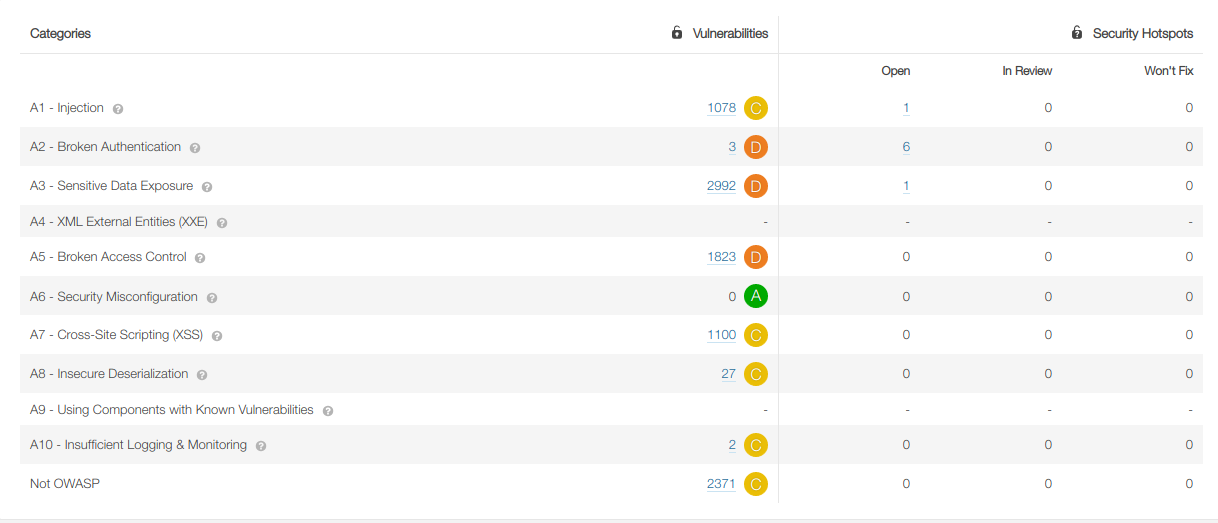 Categories Vulnerabilities Security Hotspots
Open In Review Won't Fix
A1 - Injection ? 1078 C 1 0 0
A2 - Broken Authentication ? 3 D 6 0 0
A3 - Sensitive Data Exposure ? 2992 D 1 0 0
A4 - XML External Entities (XXE) ? - - - -
A5 - Broken Access Control ? 1823 D 0 0 0
A6 - Security Misconfiguration ? 0 A 0 0 0
A7 - Cross-Site Scripting (XSS) ? 1100 C 0 0 0
A8 - Insecure Deserialization ? 27 C 0 0 0
A9 - Using Components with Known Vulnerabilities ? - - - -
A10 - Insufficient Logging & Monitoring ? 2 C 0 0 0
Not OWASP 2371 C 0 0 0